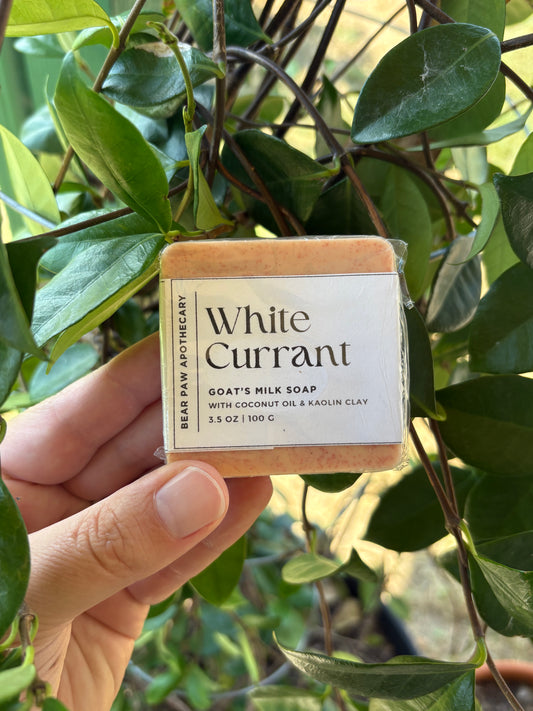 BEAR PAW APOTHECARY
White
Currant
GOAT'S MILK SOAP
WITH COCONUT OIL & KAOLIN CLAY
3.5 OZ | 100 G